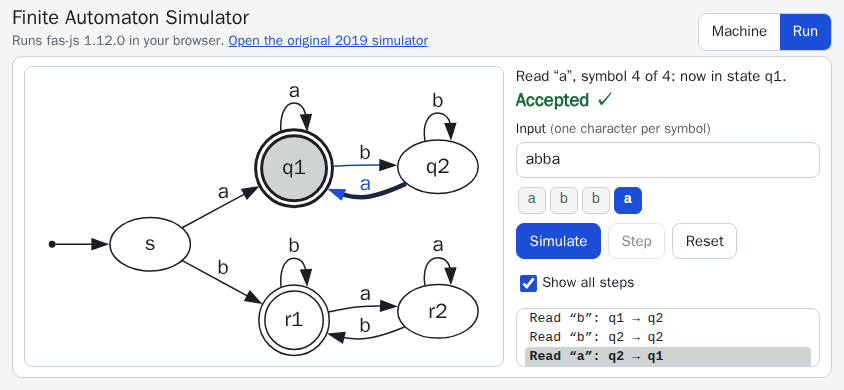 Finite Automaton Simulator
Runs fas-js 1.12.0 in your browser. Open the original 2019 simulator
Machine
Run
a
b
b
q1
q2
a
a
s
b
b
a
a
r1
r2
b
Read “a”, symbol 4 of 4: now in state q1.
Accepted ✓
Input (one character per symbol)
abba
a b b a
Simulate
Step
Reset
Show all steps
Read “b”: q1 → q2
Read “b”: q2 → q2
Read “a”: q2 → q1